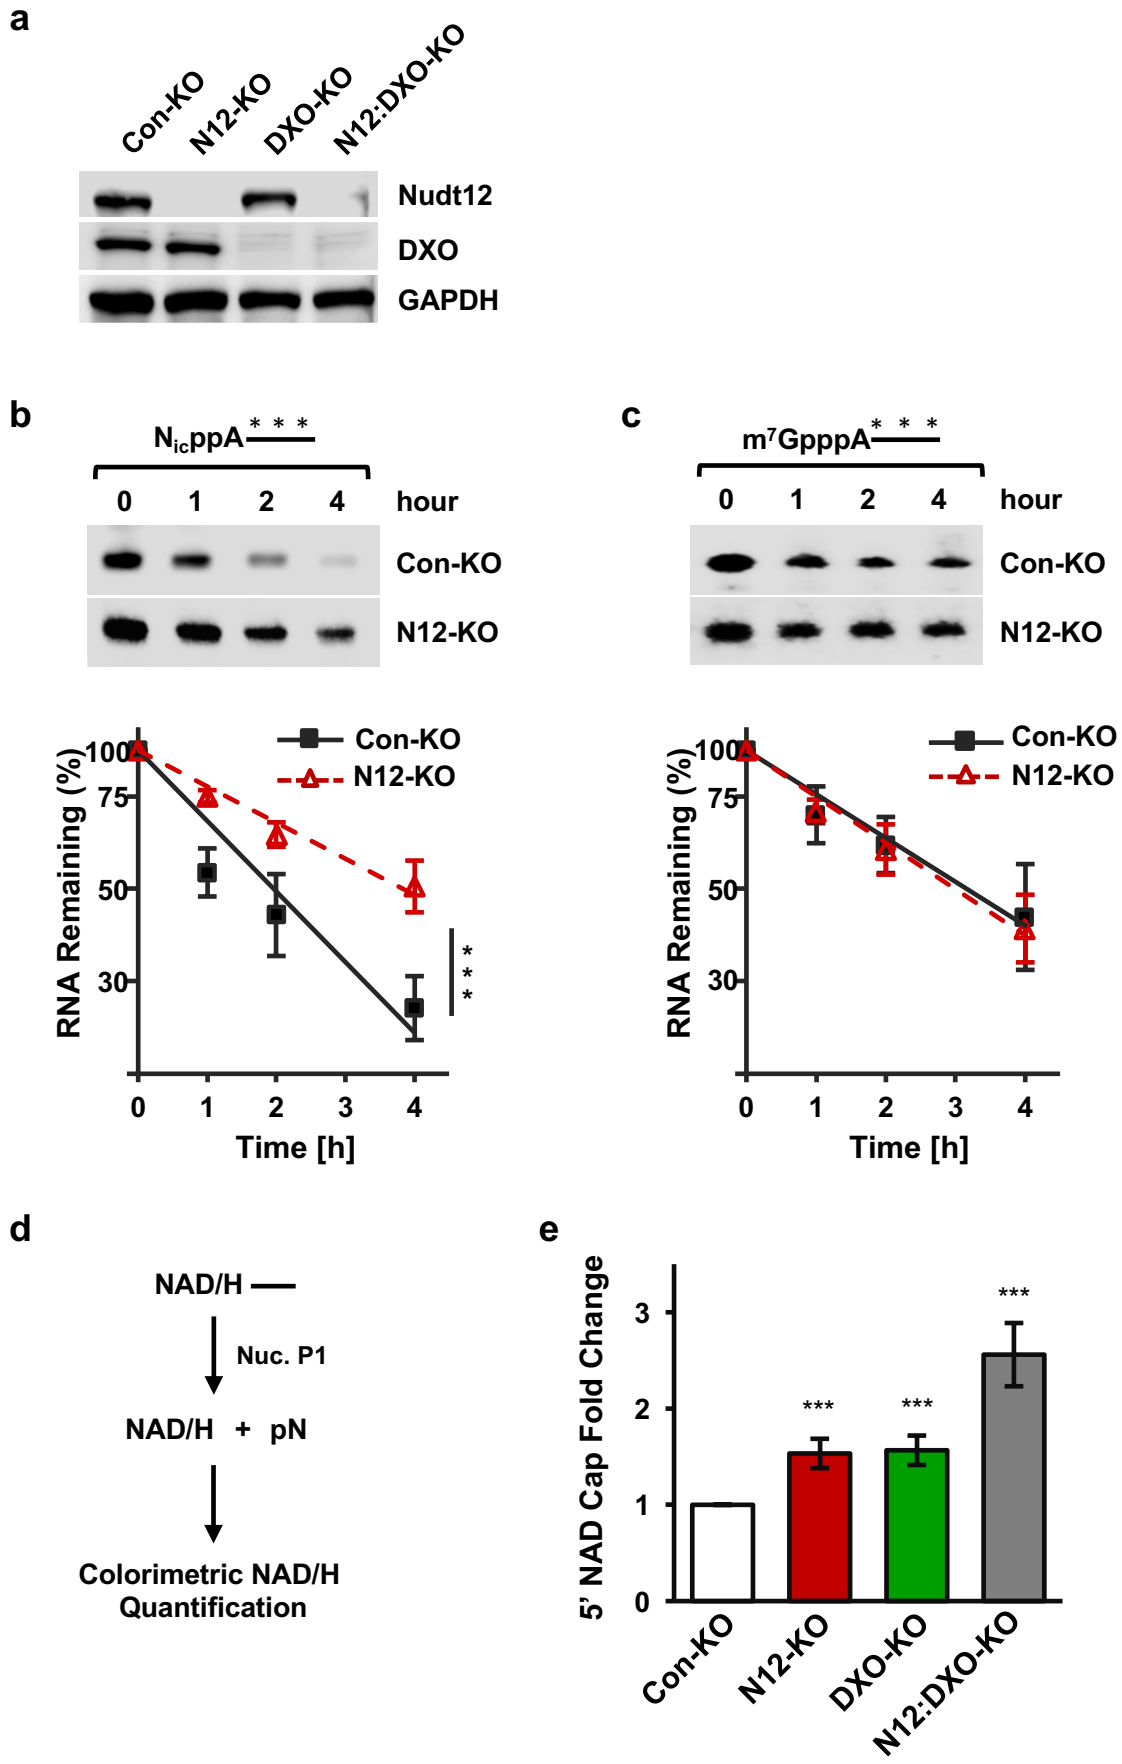 a
Con-KO
N12-KO
DXO-KO
N12:DXO-KO
Nudt12
DXO
GAPDH
b
NicppA * * *
0 1 2 4 hour
Con-KO
N12-KO
RNA Remaining (%)
100
75
50
30
Con-KO
N12-KO
***
0 1 2 3 4
Time [h]
c
m⁷GpppA * * *
0 1 2 4 hour
Con-KO
N12-KO
RNA Remaining (%)
100
75
50
30
Con-KO
N12-KO
0 1 2 3 4
Time [h]
d
NAD/H
Nuc. P1
NAD/H + pN
Colorimetric NAD/H
Quantification
e
5’ NAD Cap Fold Change
3
2
1
0
***
***
***
Con-KO
N12-KO
DXO-KO
N12:DXO-KO